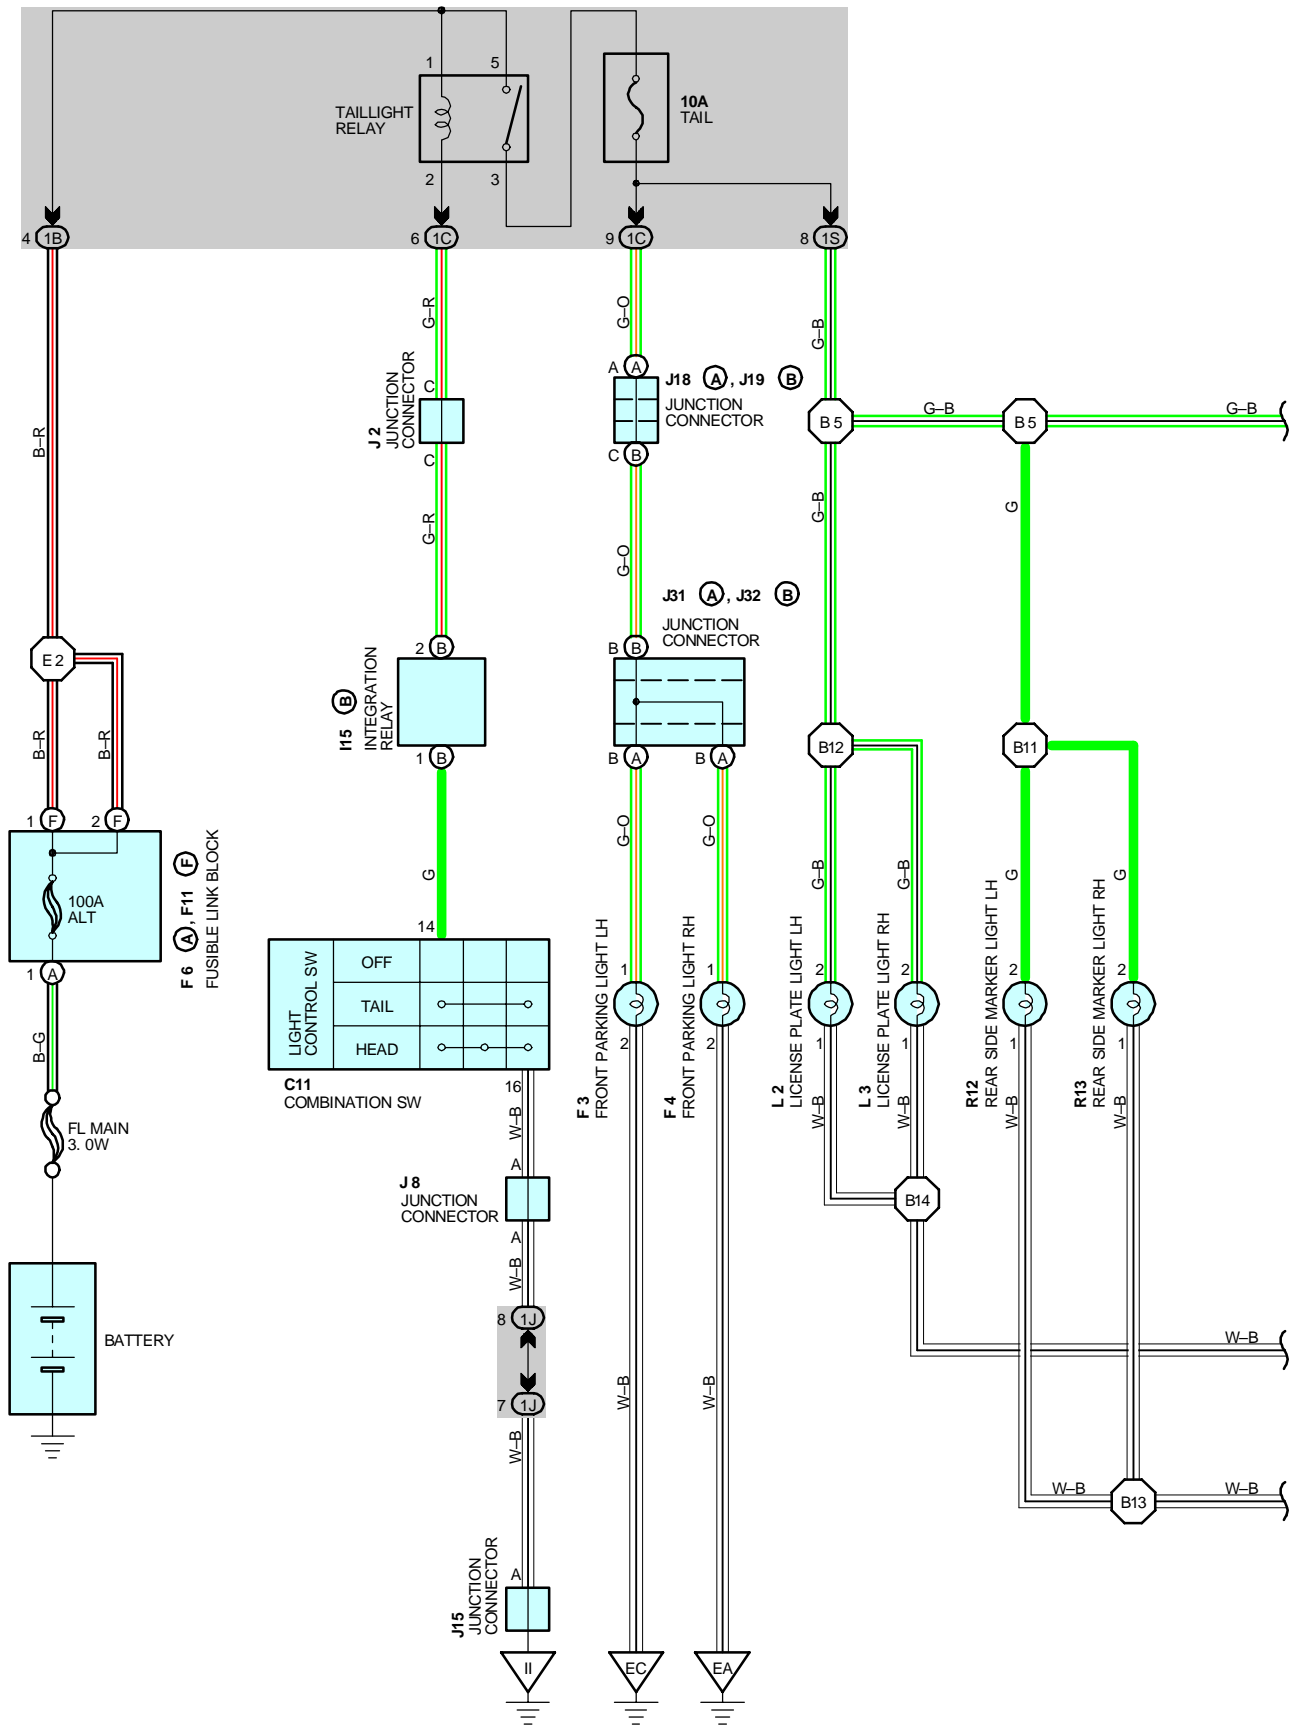 1
5
TAILLIGHT
RELAY
10A
TAIL
2
3
4
1B
6
1C
9
1C
8
1S
G–R
G–O
G–B
A
A
J18 A, J19 B
JUNCTION
CONNECTOR
J 2
JUNCTION
CONNECTOR
C
C
C
B
B 5
G–B
B 5
G–B
B–R
G–R
G–O
G–B
G
J31 A, J32 B
JUNCTION
CONNECTOR
E 2
2
B
B
B
I15 B
INTEGRATION
RELAY
B12
B11
B–R
B–R
1
B
B
A
B
A
1
F
2
F
100A
ALT
F 6 A, F11 F
FUSIBLE LINK BLOCK
G
G–O
G–O
G–B
G–B
G
G
1
A
14
LIGHT
CONTROL SW
OFF
TAIL
HEAD
C11
COMBINATION SW
16
1
2
F 3
FRONT PARKING LIGHT LH
1
2
F 4
FRONT PARKING LIGHT RH
2
1
L 2
LICENSE PLATE LIGHT LH
2
1
L 3
LICENSE PLATE LIGHT RH
2
1
R12
REAR SIDE MARKER LIGHT LH
2
1
R13
REAR SIDE MARKER LIGHT RH
B–G
FL MAIN
3. 0W
W–B
W–B
W–B
W–B
W–B
A
J 8
JUNCTION
CONNECTOR
A
B14
W–B
8
1J
BATTERY
W–B
7
1J
W–B
W–B
W–B
W–B
B13
W–B
A
J15
JUNCTION
CONNECTOR
II
EC
EA